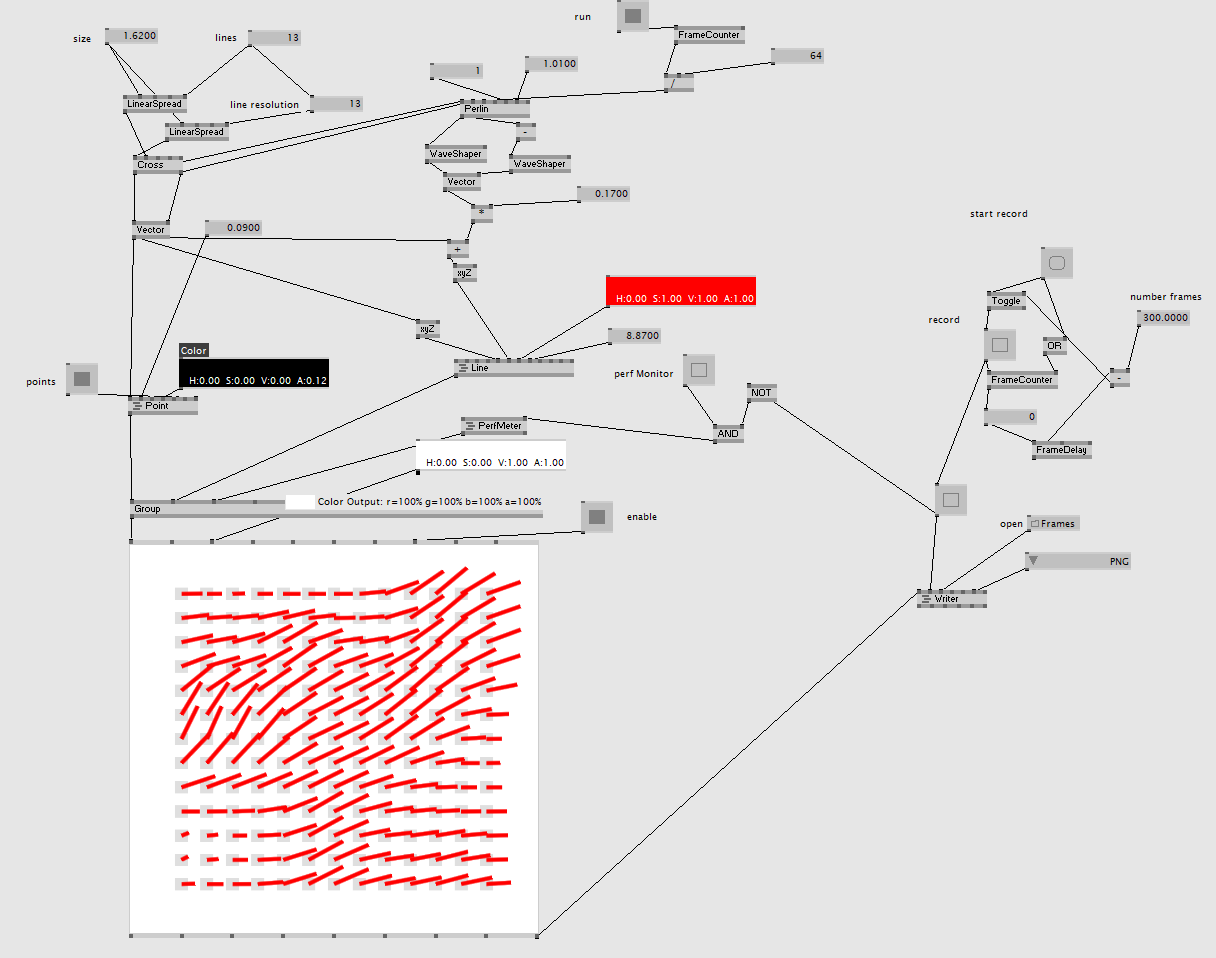 run
size
1.6200
lines
13
FrameCounter
64
1
1.0100
/
LinearSpread
line resolution
13
Perlin
LinearSpread
-
Cross
WaveShaper
WaveShaper
Vector
0.1700
*
start record
Vector
0.0900
+
xyZ
Toggle
number frames
H:0.00 S:1.00 V:1.00 A:1.00
record
300.0000
xyZ
8.8700
OR
Color
Line
perf Monitor
points
H:0.00 S:0.00 V:0.00 A:0.12
FrameCounter
-
NOT
Point
0
PerfMeter
AND
FrameDelay
H:0.00 S:0.00 V:1.00 A:1.00
Group
Color Output: r=100% g=100% b=100% a=100%
enable
open
Frames
PNG
Writer